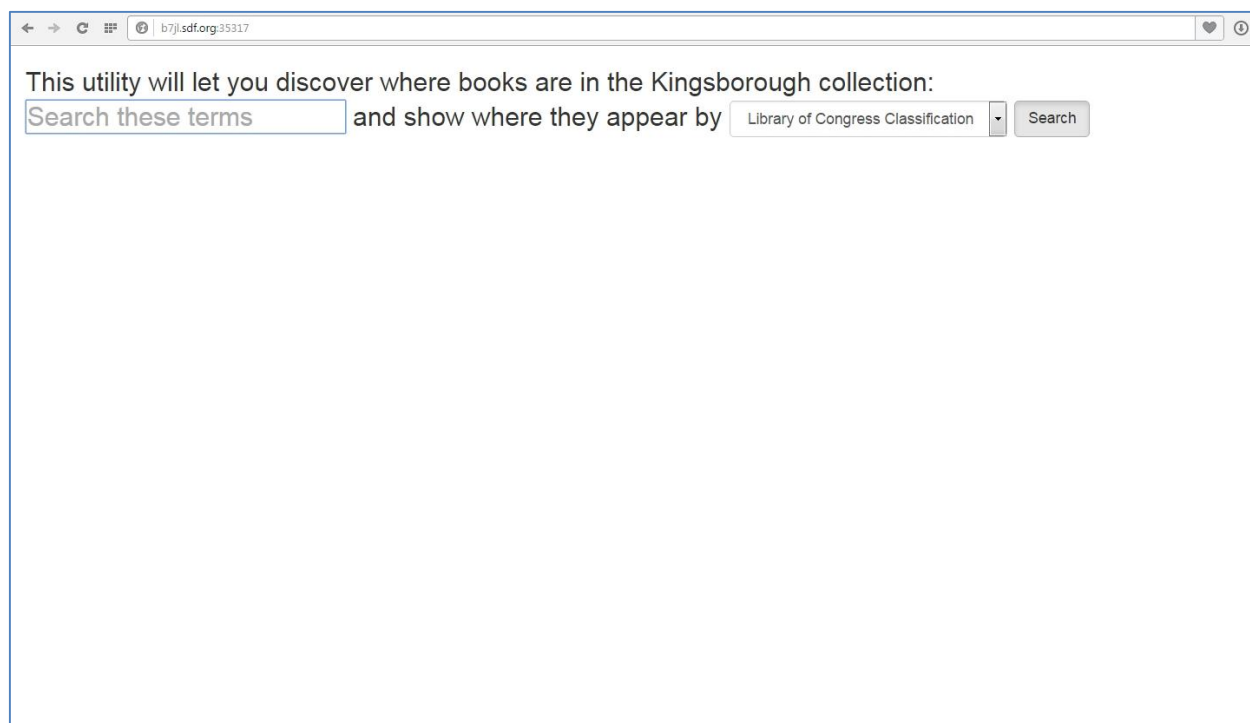 b7jl.sdf.org:35317
This utility will let you discover where books are in the Kingsborough collection:
Search these terms and show where they appear by Library of Congress Classification Search